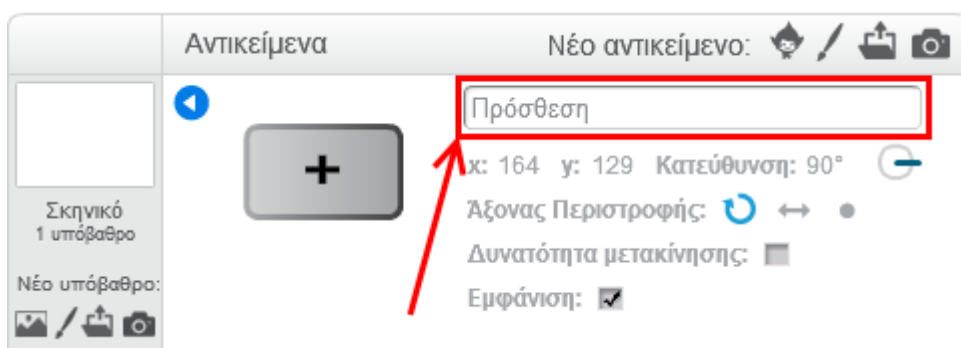 Αντικείμενα
Νέο αντικείμενο:
Πρόσθεση
+
x: 164 y: 129 Κατεύθυνση: 90°
Άξονας Περιστροφής:
Δυνατότητα μετακίνησης:
Εμφάνιση:
Σκηνικό
1 υπόβαθρο
Νέο υπόβαθρο: